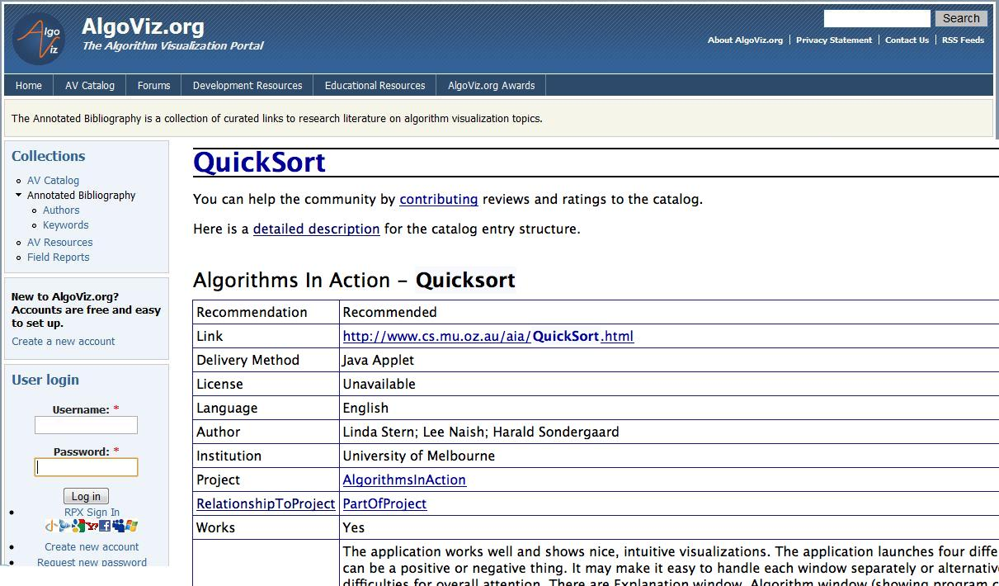 Algo
Viz
AlgoViz.org
The Algorithm Visualization Portal
Search
About AlgoViz.org
Privacy Statement
Contact Us
RSS Feeds
Home
AV Catalog
Forums
Development Resources
Educational Resources
AlgoViz.org Awards
The Annotated Bibliography is a collection of curated links to research literature on algorithm visualization topics.
Collections
AV Catalog
Annotated Bibliography
Authors
Keywords
AV Resources
Field Reports
New to AlgoViz.org?
Accounts are free and easy
to set up.
Create a new account
User login
Username: *
Password: *
Log in
RPX Sign In
Create new account
Request new password
QuickSort
You can help the community by contributing reviews and ratings to the catalog.
Here is a detailed description for the catalog entry structure.
Algorithms In Action – Quicksort
Recommendation Recommended
Link http://www.cs.mu.oz.au/aia/QuickSort.html
Delivery Method Java Applet
License Unavailable
Language English
Author Linda Stern; Lee Naish; Harald Sondergaard
Institution University of Melbourne
Project AlgorithmsInAction
RelationshipToProject PartOfProject
Works Yes
The application works well and shows nice, intuitive visualizations. The application launches four diffe
can be a positive or negative thing. It may make it easy to handle each window separately or alternativ
difficulties for overall attention. There are Explanation window, Algorithm window (showing program c